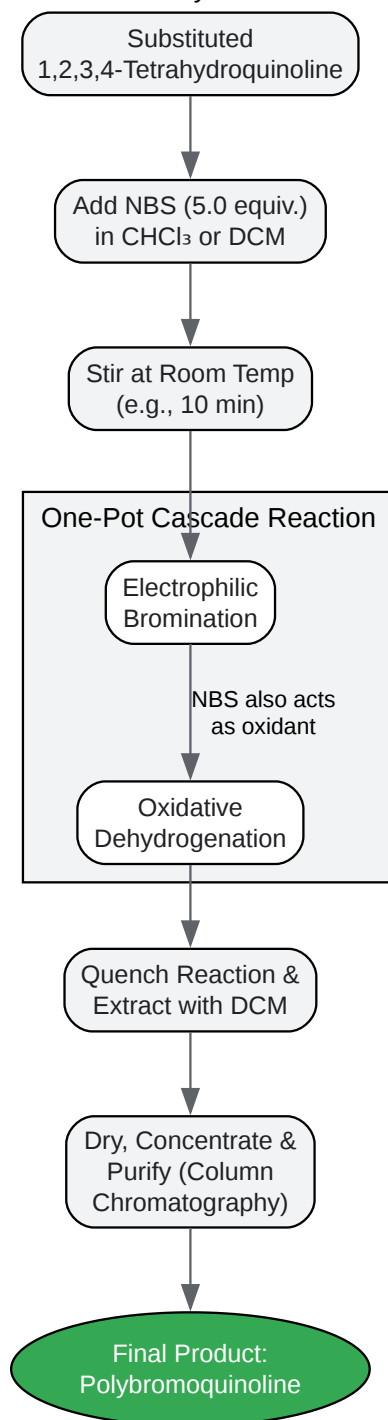 Substituted
1,2,3,4-Tetrahydroquinoline
Add NBS (5.0 equiv.)
in CHCl₃ or DCM
Stir at Room Temp
(e.g., 10 min)
One-Pot Cascade Reaction
Electrophilic
Bromination
NBS also acts
as oxidant
Oxidative
Dehydrogenation
Quench Reaction &
Extract with DCM
Dry, Concentrate &
Purify (Column
Chromatography)
Final Product:
Polybromoquinoline